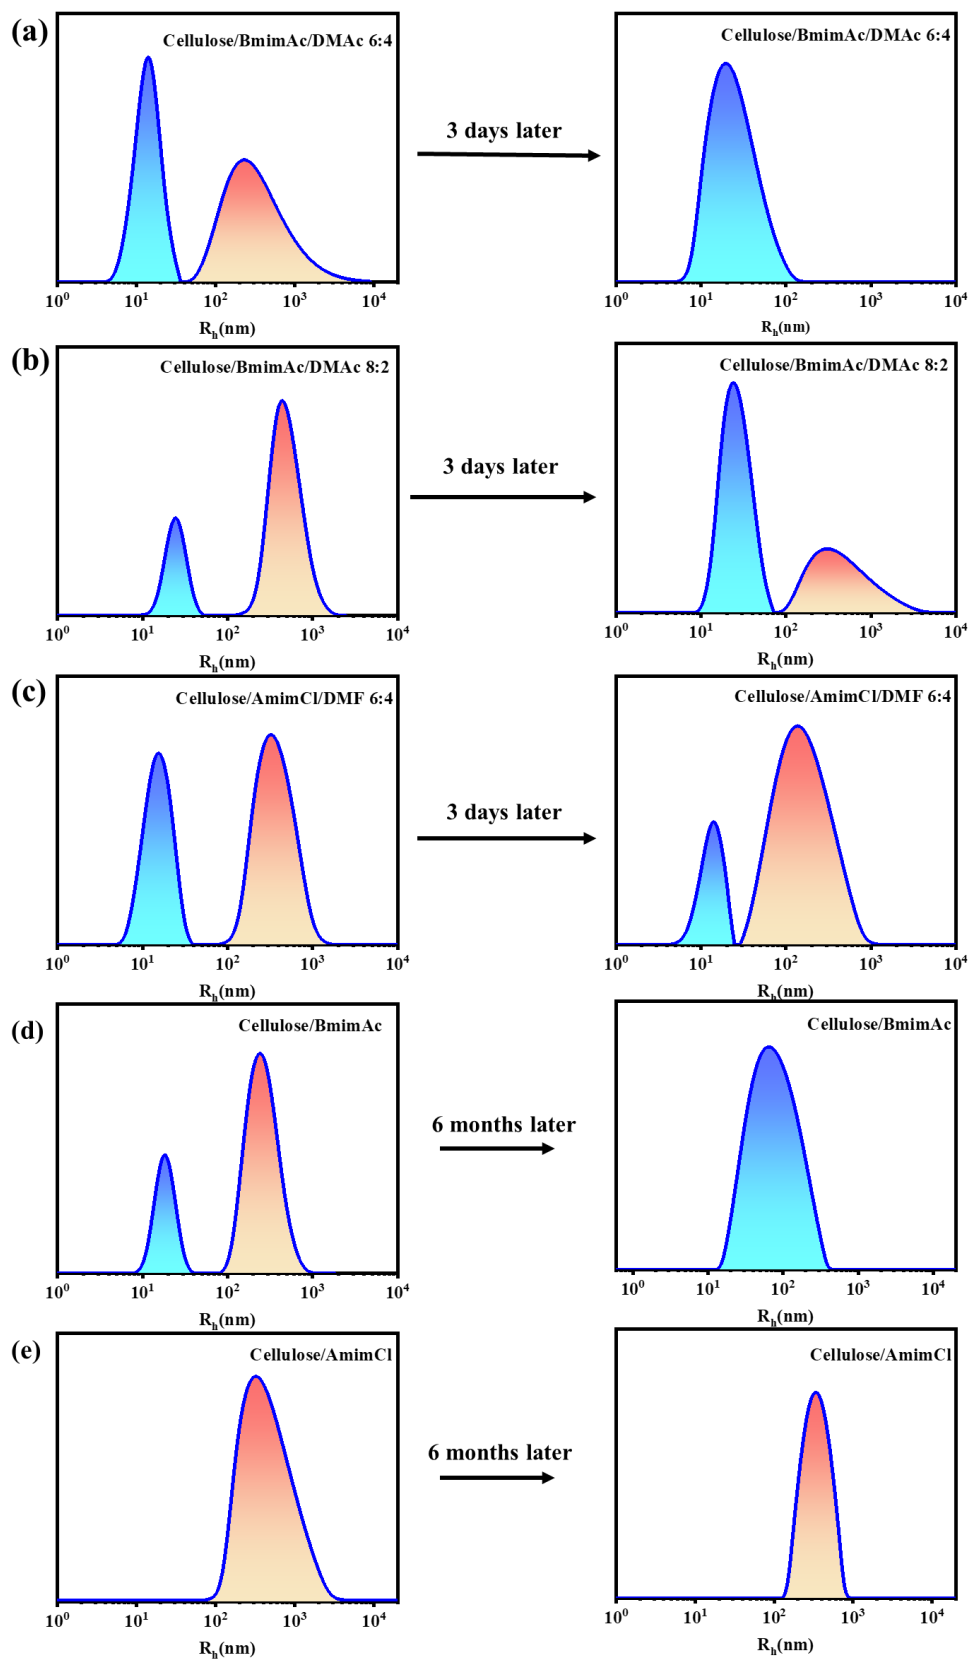 (a)
Cellulose/BmimAc/DMAc 6:4
10⁰ 10¹ 10² 10³ 10⁴
Rₕ(nm)
3 days later
Cellulose/BmimAc/DMAc 6:4
10⁰ 10¹ 10² 10³ 10⁴
Rₕ(nm)
(b)
Cellulose/BmimAc/DMAc 8:2
10⁰ 10¹ 10² 10³ 10⁴
Rₕ(nm)
3 days later
Cellulose/BmimAc/DMAc 8:2
10⁰ 10¹ 10² 10³ 10⁴
Rₕ(nm)
(c)
Cellulose/AmimCl/DMF 6:4
10⁰ 10¹ 10² 10³ 10⁴
Rₕ(nm)
3 days later
Cellulose/AmimCl/DMF 6:4
10⁰ 10¹ 10² 10³ 10⁴
Rₕ(nm)
(d)
Cellulose/BmimAc
10⁰ 10¹ 10² 10³ 10⁴
Rₕ(nm)
6 months later
Cellulose/BmimAc
10⁰ 10¹ 10² 10³ 10⁴
Rₕ(nm)
(e)
Cellulose/AmimCl
10⁰ 10¹ 10² 10³ 10⁴
Rₕ(nm)
6 months later
Cellulose/AmimCl
10⁰ 10¹ 10² 10³ 10⁴
Rₕ(nm)